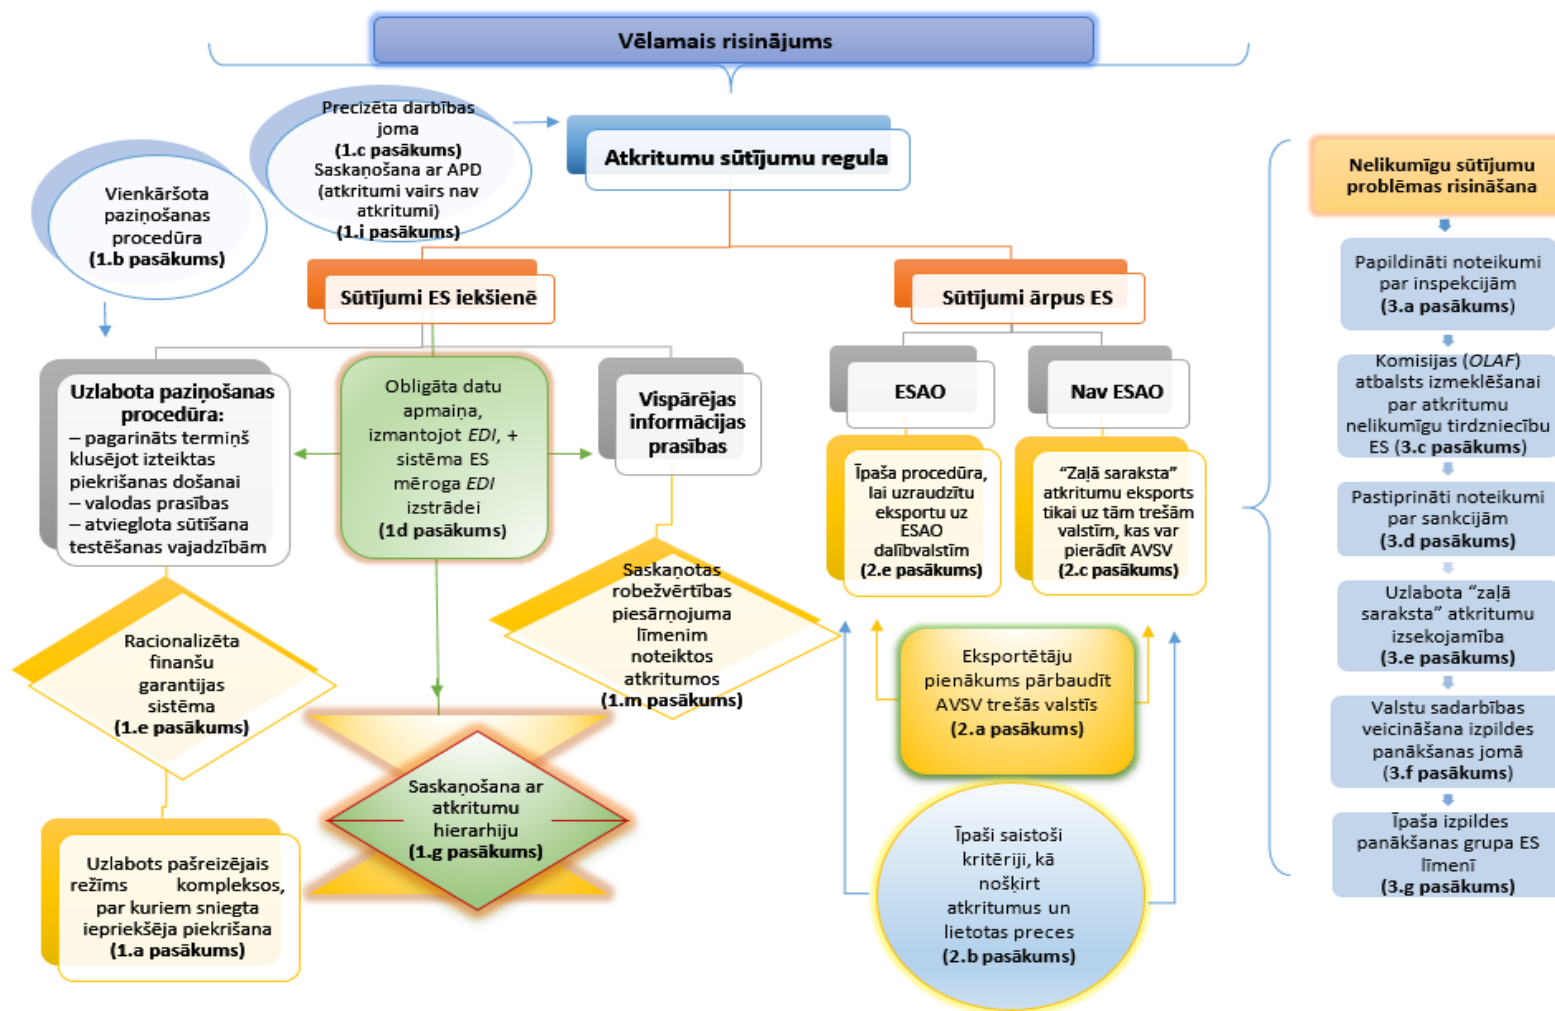 Vēlamais risinājums
Precizēta darbības
joma
(1.c pasākums)
Saskaņošana ar APD
(atkritumi vairs nav
atkritumi)
(1.i pasākums)
Atkritumu sūtījumu regula
Vienkāršota
paziņošanas
procedūra
(1.b pasākums)
Sūtījumi ES iekšienē
Sūtījumi ārpus ES
Uzlabota paziņošanas
procedūra:
– pagarināts termiņš
klusējot izteiktas
piekrišanas došanai
– valodas prasības
– atvieglota sūtīšana
testēšanas vajadzībām
Obligāta datu
apmaiņa,
izmantojot EDI, +
sistēma ES
mēroga EDI
izstrādei
(1d pasākums)
Vispārējas
informācijas
prasības
ESAO
Nav ESAO
Īpaša procedūra,
lai uzraudzītu
eksportu uz
ESAO
dalībvalstīm
(2.e pasākums)
“Zaļā saraksta”
atkritumu eksports
tikai uz tām trešām
valstīm, kas var
pierādīt AVSV
(2.c pasākums)
Racionalizēta
finanšu
garantijas
sistēma
(1.e pasākums)
Saskaņotas
robežvērtības
piesārņojuma
līmenim
noteiktos
atkritumos
(1.m pasākums)
Eksportētāju
pienākums pārbaudīt
AVSV trešās valstīs
(2.a pasākums)
Saskaņošana ar
atkritumu
hierarhiju
(1.g pasākums)
Uzlabots pašreizējais
režīms kompleksos,
par kuriem sniegta
iepriekšēja piekrišana
(1.a pasākums)
Īpaši saistoši
kritēriji, kā
nošķirt
atkritumus un
lietotas preces
(2.b pasākums)
Nelikumīgu sūtījumu
problēmas risināšana
Papildināti noteikumi
par inspekcijām
(3.a pasākums)
Komisijas (OLAF)
atbalsts izmeklēšanai
par atkritumu
nelikumīgu tirdzniecību
ES (3.c pasākums)
Pastiprināti noteikumi
par sankcijām
(3.d pasākums)
Uzlabota “zaļā
saraksta” atkritumu
izsekojamība
(3.e pasākums)
Valstu sadarbības
veicināšana izpildes
panākšanas jomā
(3.f pasākums)
Īpaša izpildes
panākšanas grupa ES
līmenī
(3.g pasākums)